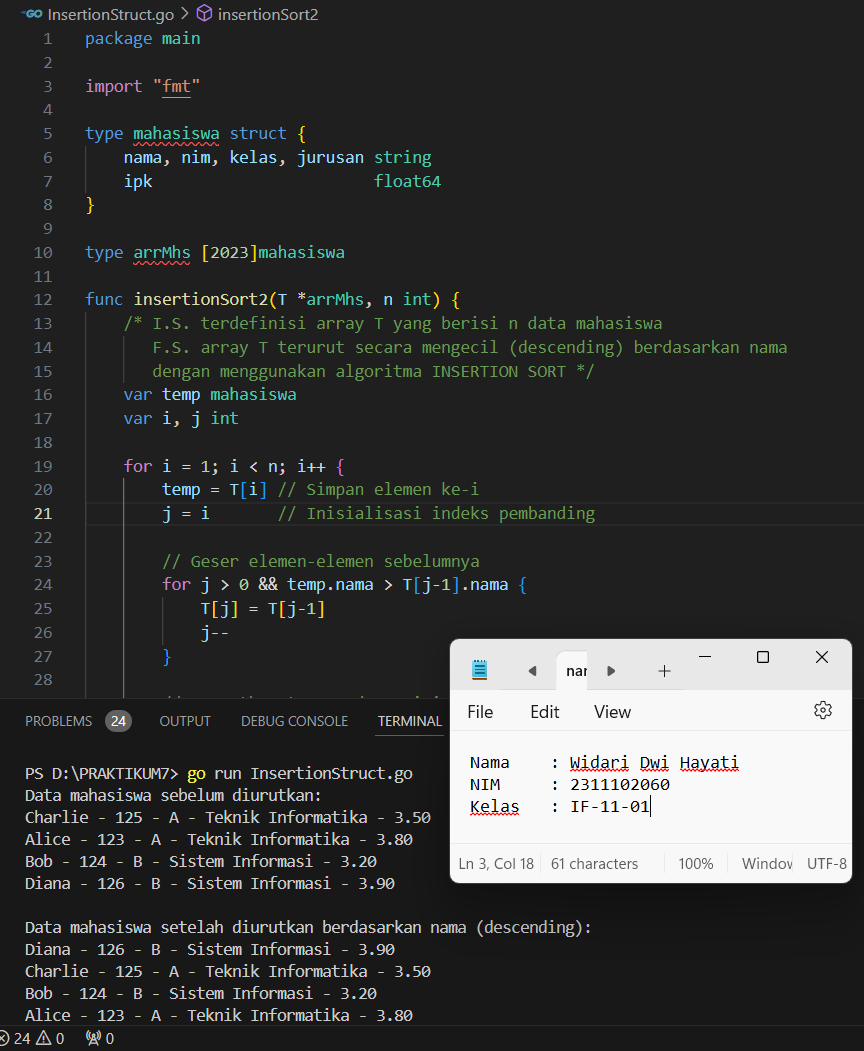 GO InsertionStruct.go > insertionSort2
1 package main
2
3 import "fmt"
4
5 type mahasiswa struct {
6 nama, nim, kelas, jurusan string
7 ipk float64
8 }
9
10 type arrMhs [2023]mahasiswa
11
12 func insertionSort2(T *arrMhs, n int) {
13 /* I.S. terdefinisi array T yang berisi n data mahasiswa
14 F.S. array T terurut secara mengecil (descending) berdasarkan nama
15 dengan menggunakan algoritma INSERTION SORT */
16 var temp mahasiswa
17 var i, j int
18
19 for i = 1; i < n; i++ {
20 temp = T[i] // Simpan elemen ke-i
21 j = i // Inisialisasi indeks pembanding
22
23 // Geser elemen-elemen sebelumnya
24 for j > 0 && temp.nama > T[j-1].nama {
25 T[j] = T[j-1]
26 j--
27 }
28
PROBLEMS 24 OUTPUT DEBUG CONSOLE TERMINAL
PS D:\PRAKTIKUM7> go run InsertionStruct.go
Data mahasiswa sebelum diurutkan:
Charlie - 125 - A - Teknik Informatika - 3.50
Alice - 123 - A - Teknik Informatika - 3.80
Bob - 124 - B - Sistem Informasi - 3.20
Diana - 126 - B - Sistem Informasi - 3.90

Data mahasiswa setelah diurutkan berdasarkan nama (descending):
Diana - 126 - B - Sistem Informasi - 3.90
Charlie - 125 - A - Teknik Informatika - 3.50
Bob - 124 - B - Sistem Informasi - 3.20
Alice - 123 - A - Teknik Informatika - 3.80
24 0 0
nar
File Edit View
Nama : Widari Dwi Hayati
NIM : 2311102060
Kelas : IF-11-01
Ln 3, Col 18 61 characters 100% Window UTF-8